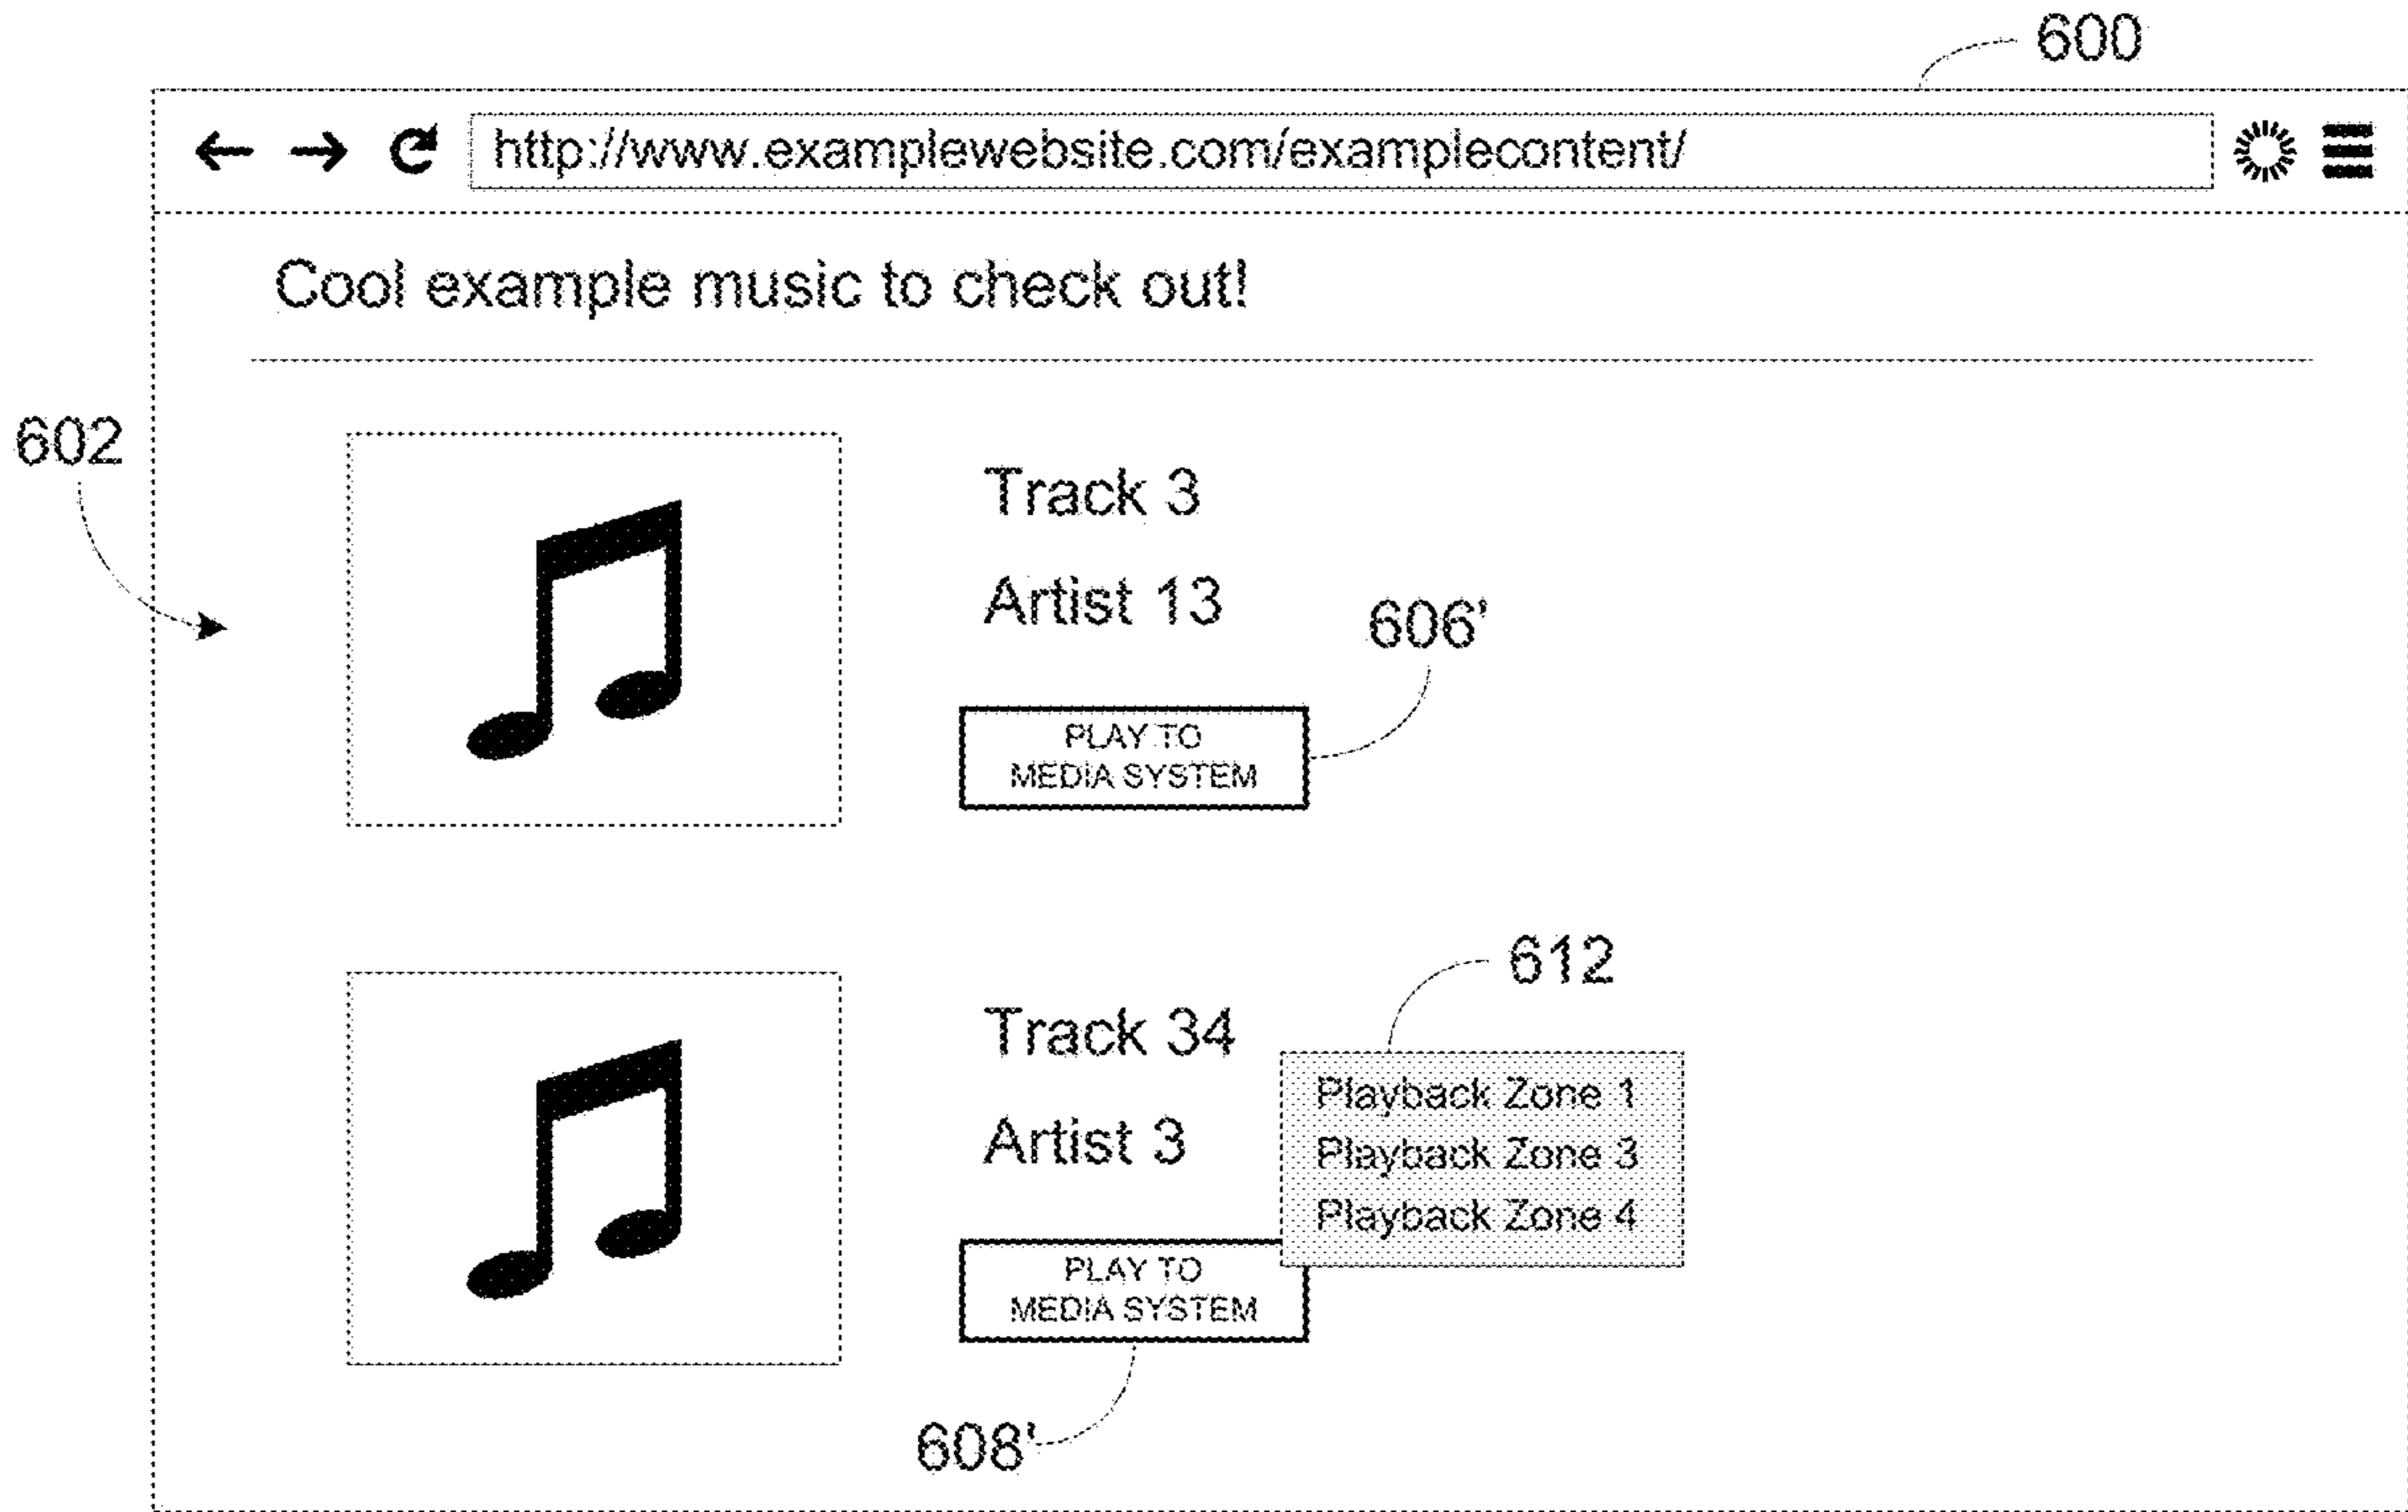 600
http://www.examplewebsite.com/examplecontent/
Cool example music to check out!
602
Track 3
Artist 13
606'
PLAY TO
MEDIA SYSTEM
612
Track 34
Artist 3
Playback Zone 1
Playback Zone 3
Playback Zone 4
PLAY TO
MEDIA SYSTEM
608'